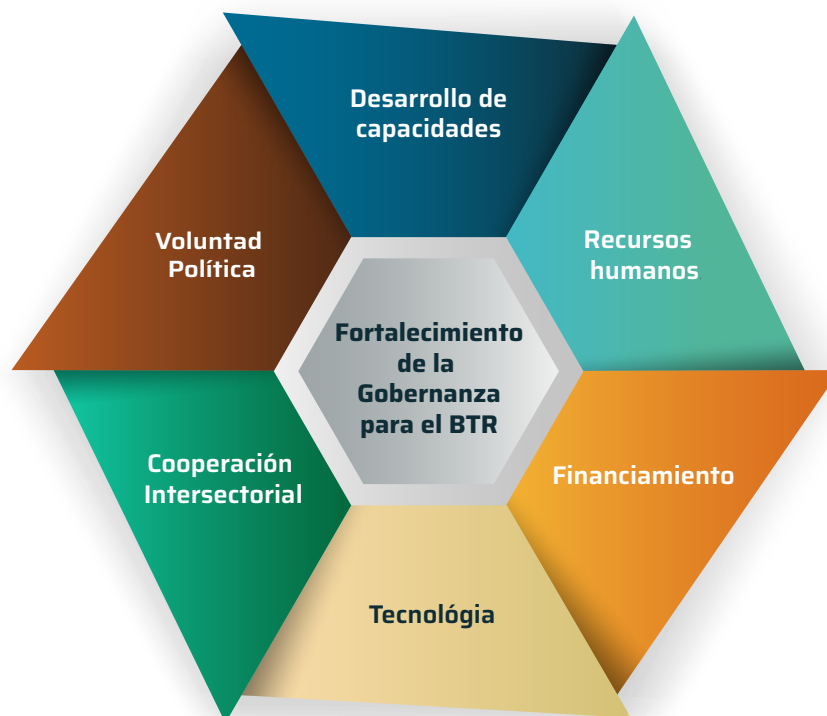 Desarrollo de
capacidades
Recursos
humanos
Financiamiento
Tecnológia
Cooperación
Intersectorial
Voluntad
Política
Fortalecimiento
de la
Gobernanza
para el BTR